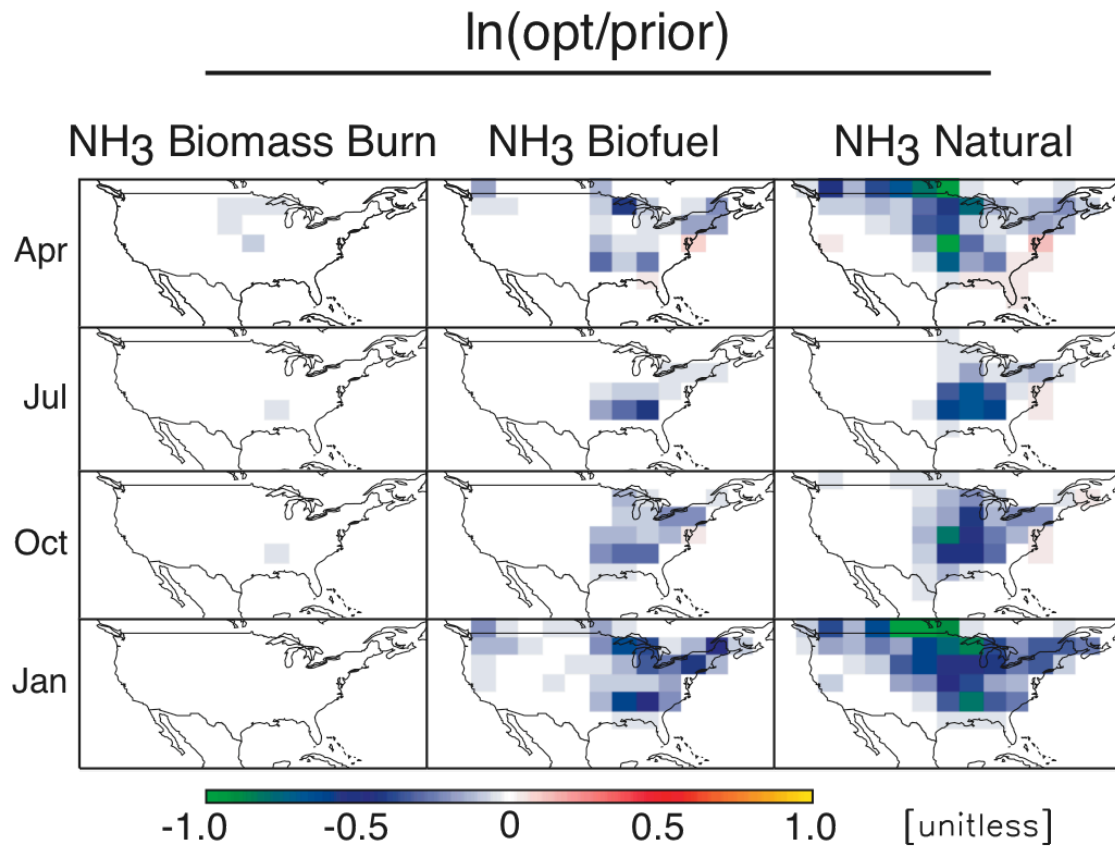 ln(opt/prior)
NH3 Biomass Burn NH3 Biofuel NH3 Natural
Apr
Jul
Oct
Jan
-1.0 -0.5 0 0.5 1.0 [unitless]